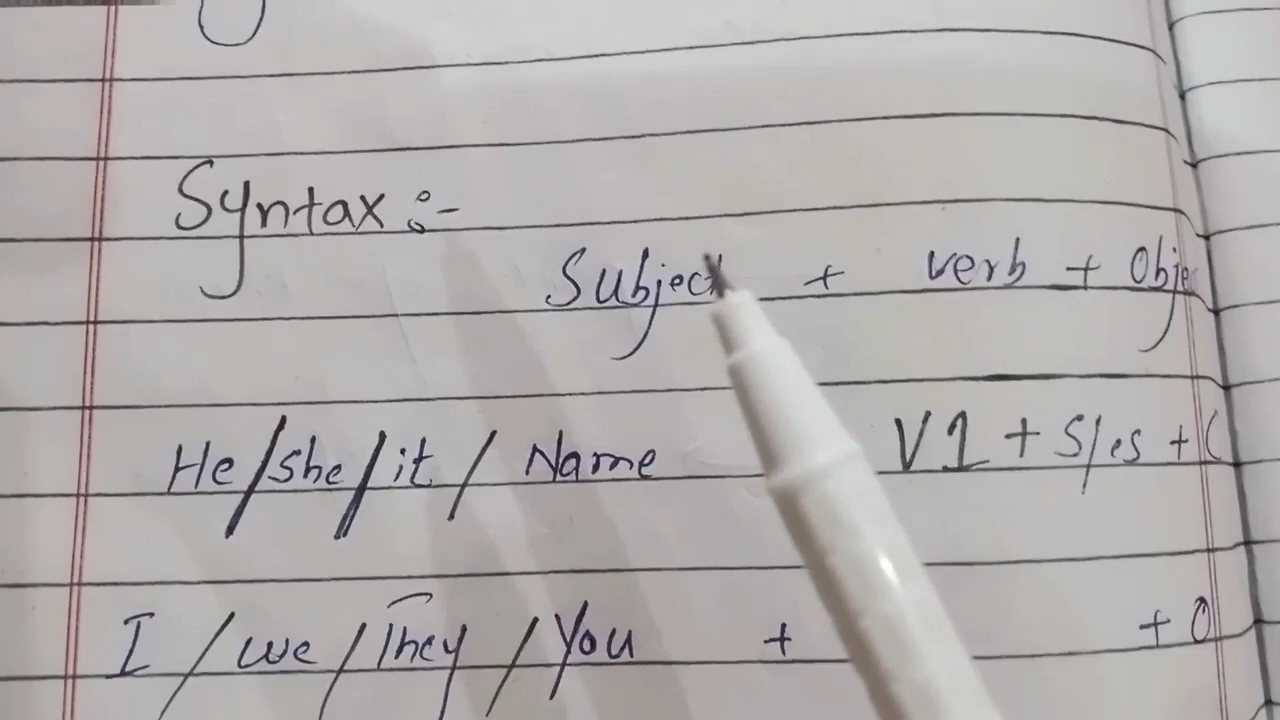 Syntax :-
Subject + verb + Obje
He/she/it/ Name V1 + S/es + (
I /we/They /You + + O